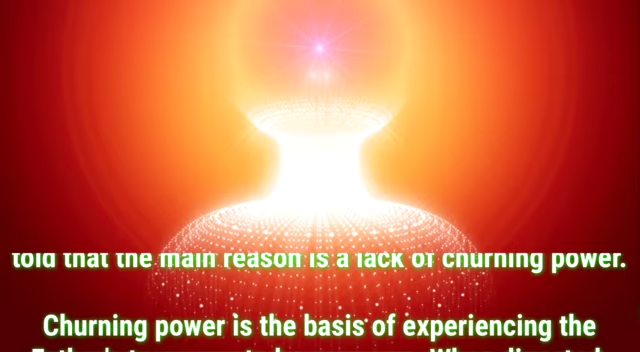 told that the main reason is a lack of churning power.
Churning power is the basis of experiencing the